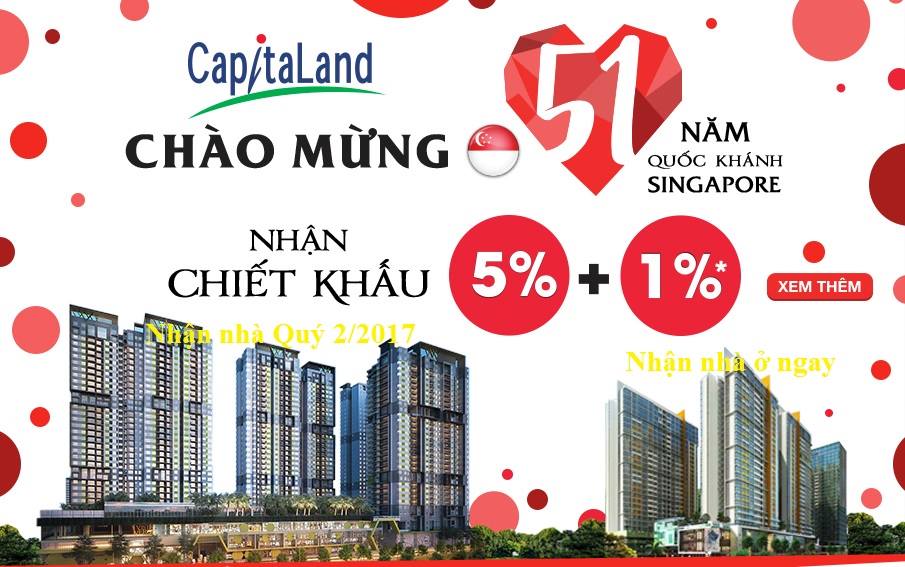 CapitaLand
CHÀO MỪNG
51
NĂM
QUỐC KHÁNH
SINGAPORE
NHẬN
CHIẾT KHẤU
5% + 1%*
XEM THÊM
Nhận nhà Quý 2/2017
Nhận nhà ở ngay